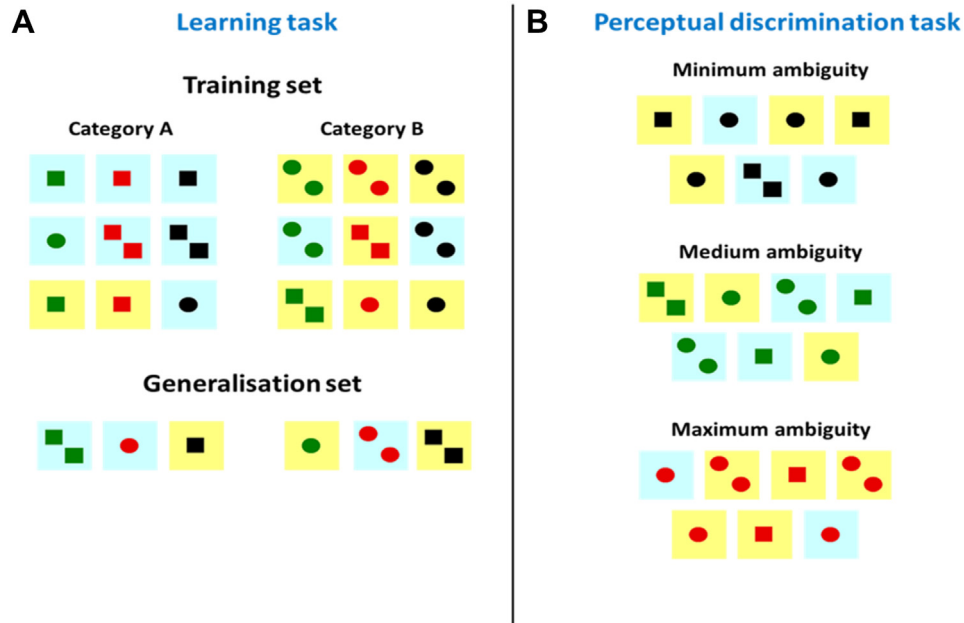 A
Learning task
Training set
Category A
Category B
Generalisation set
B
Perceptual discrimination task
Minimum ambiguity
Medium ambiguity
Maximum ambiguity